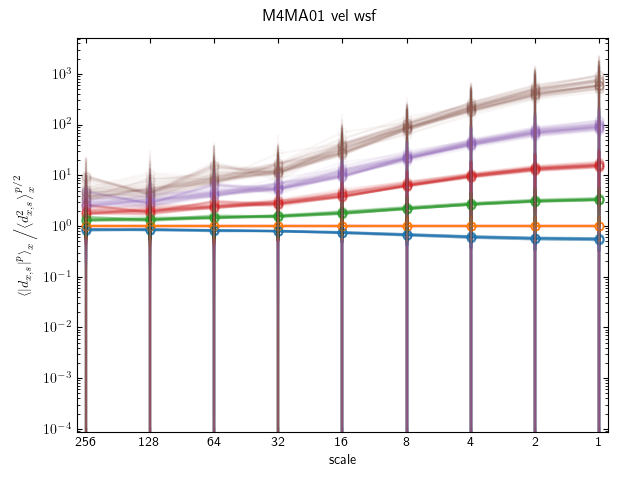 M4MA01 vel wsf
10³
10²
10¹
10⁰
10⁻¹
10⁻²
10⁻³
10⁻⁴
⟨|d_{x,s}|^p⟩_x / ⟨d²_{x,s}⟩_x^{p/2}
256 128 64 32 16 8 4 2 1
scale